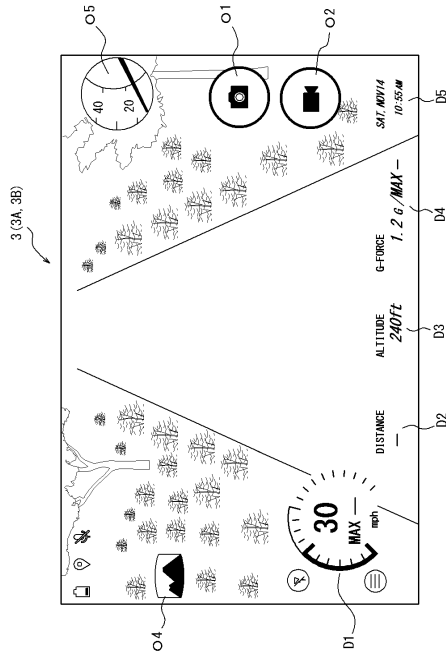 3 (3A, 3B)
O5
O1
O2
O4
40
20
30
MAX —
mph
DISTANCE
—
ALTITUDE
240ft
G-FORCE
1.2 G/MAX —
SAT, NOV14
10:55AM
D1
D2
D3
D4
D5